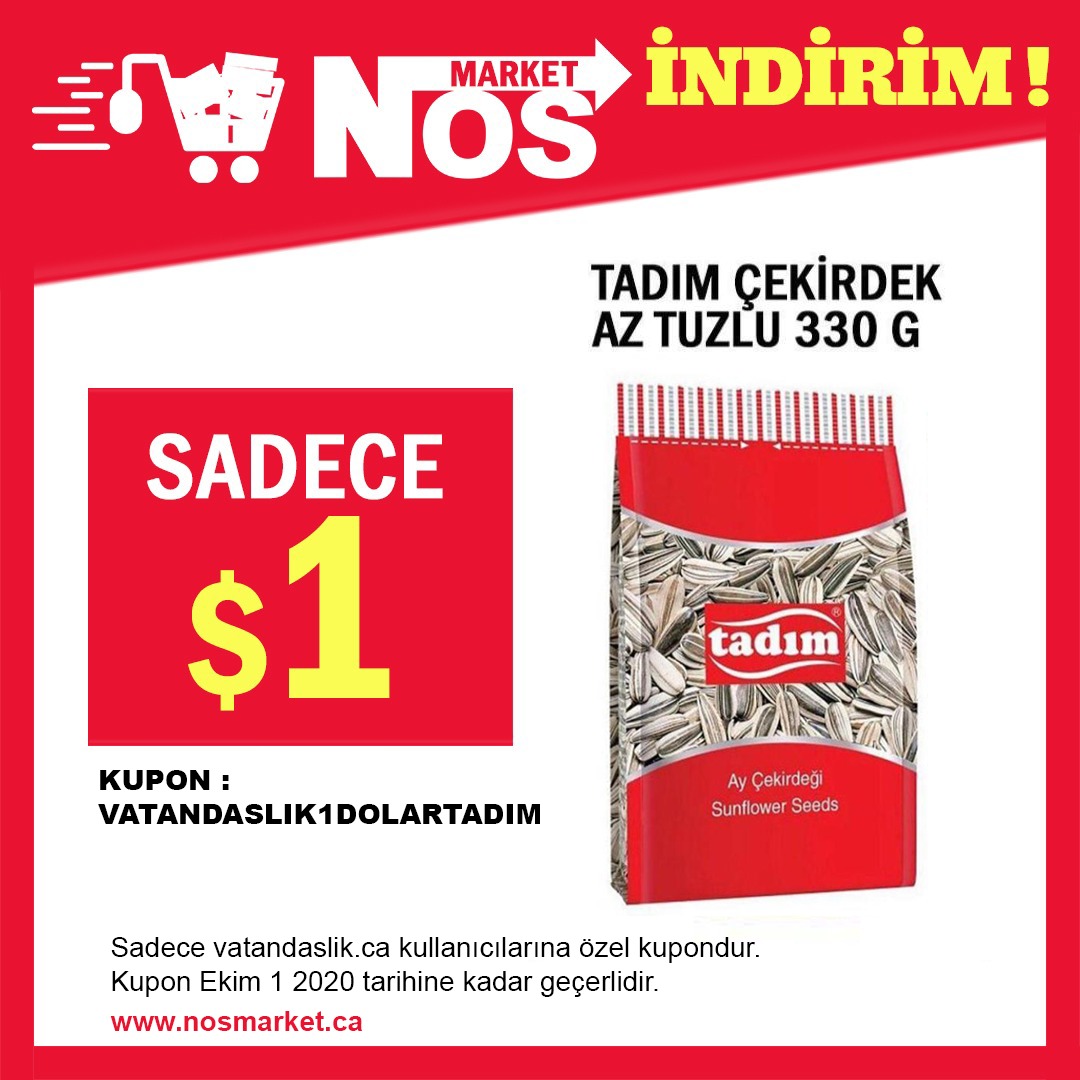 MARKET
NOS
İNDİRİM !
TADIM ÇEKİRDEK
AZ TUZLU 330 G
SADECE
$1
tadım®
Ay Çekirdeği
Sunflower Seeds
KUPON :
VATANDASLIK1DOLARTADIM
Sadece vatandaslik.ca kullanıcılarına özel kupondur.
Kupon Ekim 1 2020 tarihine kadar geçerlidir.
www.nosmarket.ca